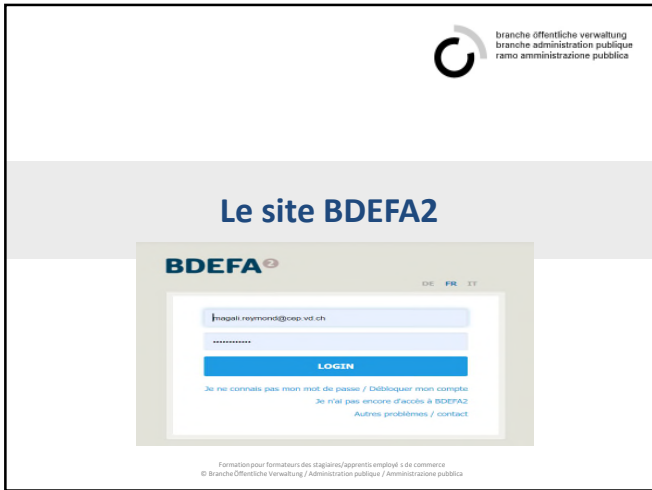 branche öffentliche verwaltung
branche administration publique
ramo amministrazione pubblica
Le site BDEFA2
BDEFA2
DE FR IT
magali.reymond@cep.vd.ch
••••••••••••
LOGIN
Je ne connais pas mon mot de passe / Débloquer mon compte
Je n'ai pas encore d'accès à BDEFA2
Autres problèmes / contact
Formation pour formateurs des stagiaires/apprentis employé s de commerce
© Branche Öffentliche Verwaltung / Administration publique / Amministrazione pubblica